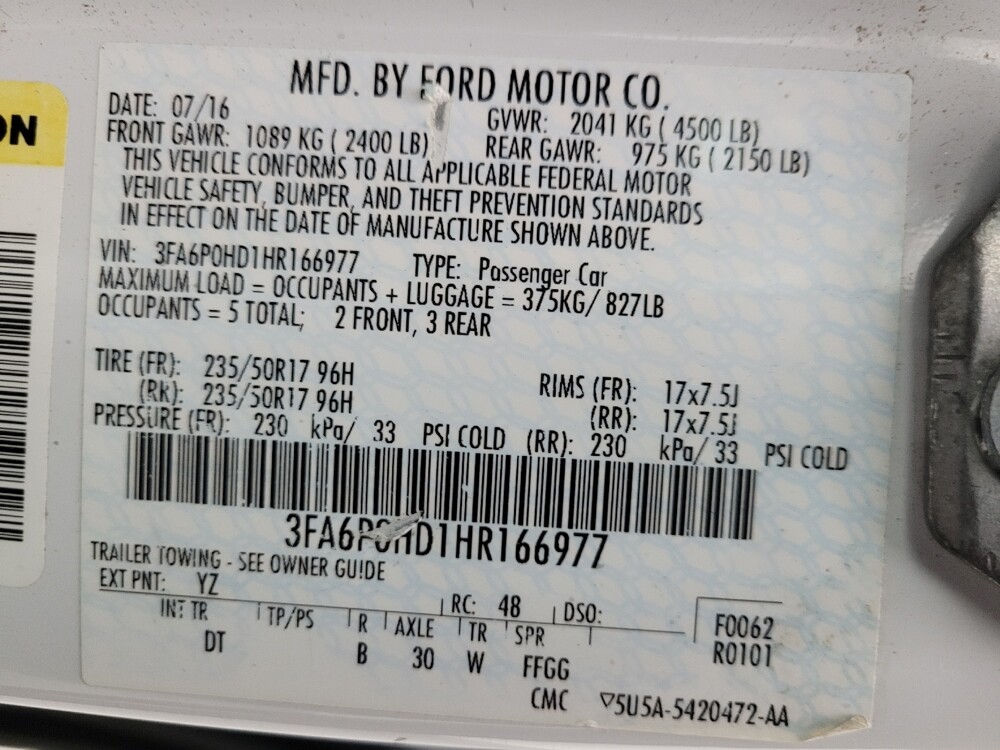 ON
MFD. BY FORD MOTOR CO.
DATE: 07/16 GVWR: 2041 KG ( 4500 LB)
FRONT GAWR: 1089 KG ( 2400 LB) REAR GAWR: 975 KG ( 2150 LB)
THIS VEHICLE CONFORMS TO ALL APPLICABLE FEDERAL MOTOR
VEHICLE SAFETY, BUMPER, AND THEFT PREVENTION STANDARDS
IN EFFECT ON THE DATE OF MANUFACTURE SHOWN ABOVE.
VIN: 3FA6P0HD1HR166977 TYPE: Passenger Car
MAXIMUM LOAD = OCCUPANTS + LUGGAGE = 375KG/ 827LB
OCCUPANTS = 5 TOTAL; 2 FRONT, 3 REAR
TIRE (FR): 235/50R17 96H RIMS (FR): 17x7.5J
(RR): 235/50R17 96H (RR): 17x7.5J
PRESSURE (FR): 230 kPa/ 33 PSI COLD (RR): 230 kPa/ 33 PSI COLD
3FA6P0HD1HR166977
TRAILER TOWING - SEE OWNER GUIDE
EXT PNT: YZ RC: 48 DSO:
INT TR TP/PS R AXLE TR SPR F0062
DT B 30 W FFGG R0101
CMC ▽5U5A-5420472-AA